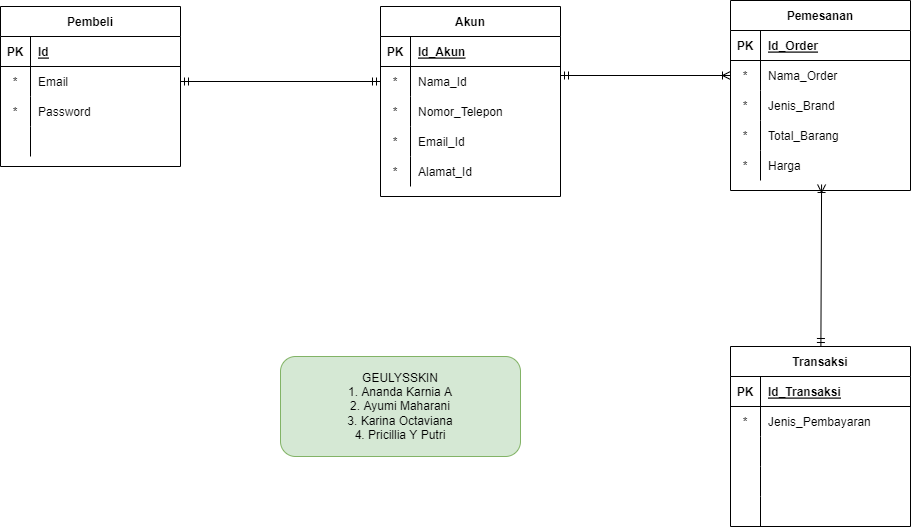 Pembeli
PK Id
* Email
* Password
Akun
PK Id_Akun
* Nama_Id
* Nomor_Telepon
* Email_Id
* Alamat_Id
Pemesanan
PK Id_Order
* Nama_Order
* Jenis_Brand
* Total_Barang
* Harga
Transaksi
PK Id_Transaksi
* Jenis_Pembayaran
GEULYSSKIN
1. Ananda Karnia A
2. Ayumi Maharani
3. Karina Octaviana
4. Pricillia Y Putri